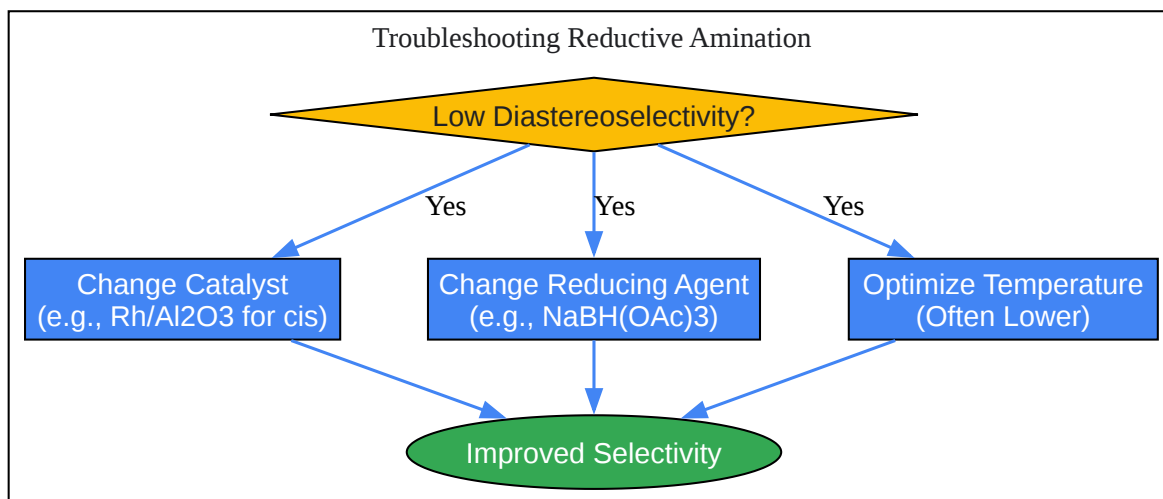 Troubleshooting Reductive Amination
Low Diastereoselectivity?
Yes
Yes
Yes
Change Catalyst
(e.g., Rh/Al2O3 for cis)
Change Reducing Agent
(e.g., NaBH(OAc)3)
Optimize Temperature
(Often Lower)
Improved Selectivity